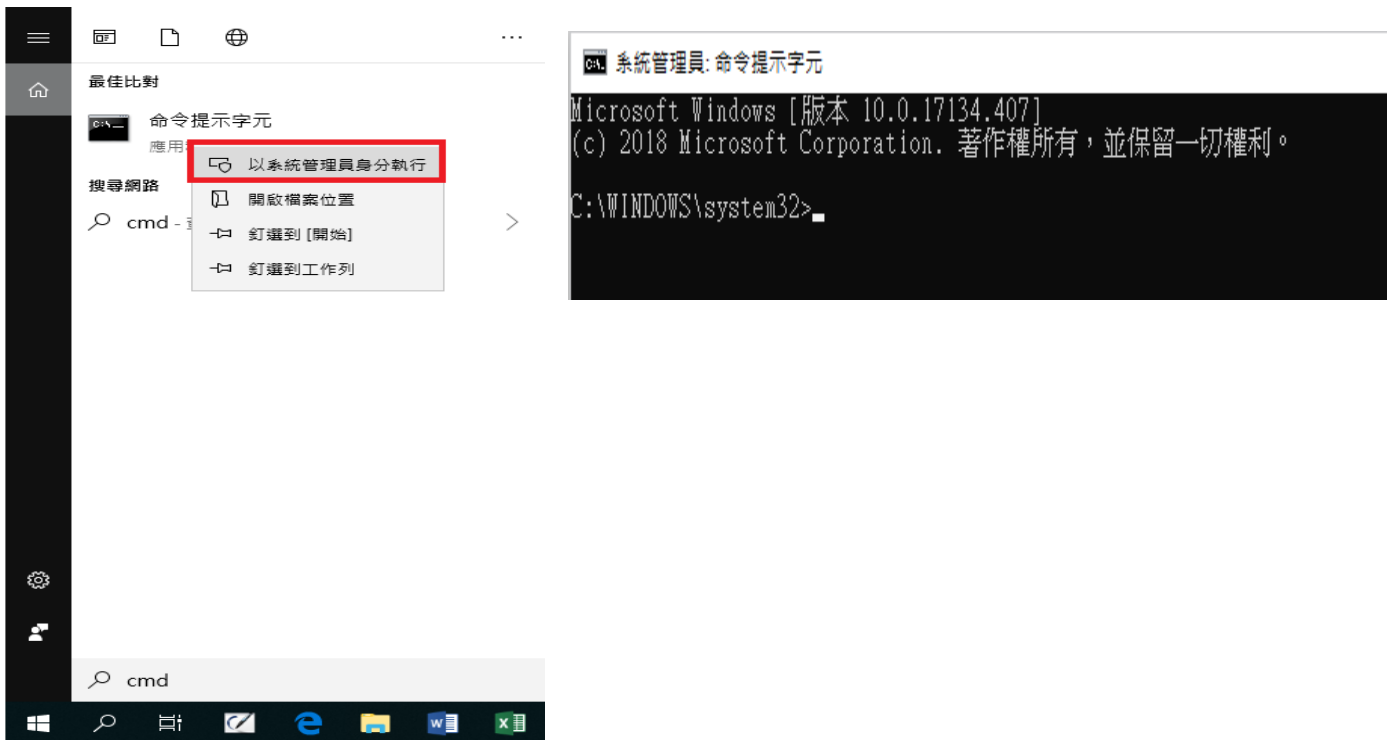 最佳比對
命令提示字元
應用
以系統管理員身分執行
搜尋網路
開啟檔案位置
cmd -
釘選到 [開始]
釘選到工作列
cmd
系統管理員: 命令提示字元
Microsoft Windows [版本 10.0.17134.407]
(c) 2018 Microsoft Corporation. 著作權所有，並保留一切權利。
C:\WINDOWS\system32>